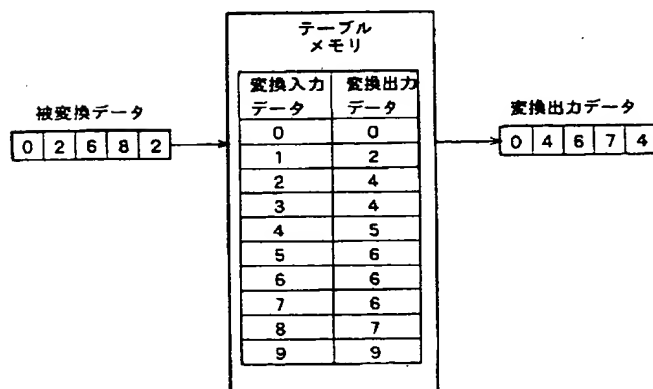 テーブル
メモリ
被変換データ
0 2 6 8 2
変換入力
データ
変換出力
データ
0 0
1 2
2 4
3 4
4 5
5 6
6 6
7 6
8 7
9 9
変換出力データ
0 4 6 7 4